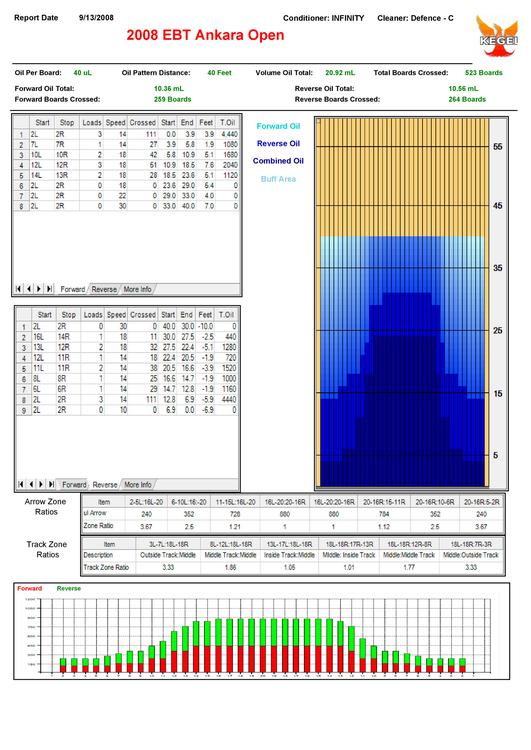 Report Date 9/13/2008 Conditioner: INFINITY Cleaner: Defence - C
2008 EBT Ankara Open
KEGEL
Oil Per Board: 40 uL Oil Pattern Distance: 40 Feet Volume Oil Total: 20.92 mL Total Boards Crossed: 523 Boards
Forward Oil Total: 10.36 mL Reverse Oil Total: 10.56 mL
Forward Boards Crossed: 259 Boards Reverse Boards Crossed: 264 Boards
Start Stop Loads Speed Crossed Start End Feet T.Oil
1 2L 2R 3 14 111 0.0 3.9 3.9 4,440
2 7L 7R 1 14 27 3.9 5.8 1.9 1080
3 10L 10R 2 18 42 5.8 10.9 5.1 1680
4 12L 12R 3 18 51 10.9 18.5 7.6 2040
5 14L 13R 2 18 28 18.5 23.6 5.1 1120
6 2L 2R 0 18 0 23.6 29.0 5.4 0
7 2L 2R 0 22 0 29.0 33.0 4.0 0
8 2L 2R 0 30 0 33.0 40.0 7.0 0
Forward Reverse More Info
Forward Oil
Reverse Oil
Combined Oil
Buff Area
55
45
35
25
15
5
Start Stop Loads Speed Crossed Start End Feet T.Oil
1 2L 2R 0 30 0 40.0 30.0 -10.0 0
2 16L 14R 1 18 11 30.0 27.5 -2.5 440
3 13L 12R 2 18 32 27.5 22.4 -5.1 1280
4 12L 11R 1 14 18 22.4 20.5 -1.9 720
5 11L 11R 2 14 38 20.5 16.6 -3.9 1520
6 8L 8R 1 14 25 16.6 14.7 -1.9 1000
7 6L 6R 1 14 29 14.7 12.8 -1.9 1160
8 2L 2R 3 14 111 12.8 6.9 -5.9 4440
9 2L 2R 0 10 0 6.9 0.0 -6.9 0
Forward Reverse More Info
Arrow Zone Ratios
Item 2-5L:16L-20 6-10L:16:-20 11-15L:16L-20 16L-20:20-16R 16L-20:20-16R 20-16R:15-11R 20-16R:10-6R 20-16R:5-2R
ul Arrow 240 352 728 880 880 784 352 240
Zone Ratio 3.67 2.5 1.21 1 1 1.12 2.5 3.67
Track Zone Ratios
Item 3L-7L:18L-18R 8L-12L:18L-18R 13L-17L:18L-18R 18L-18R:17R-13R 18L-18R:12R-8R 18L-18R:7R-3R
Description Outside Track:Middle Middle Track:Middle Inside Track:Middle Middle: Inside Track Middle:Middle Track Middle:Outside Track
Track Zone Ratio 3.33 1.86 1.05 1.01 1.77 3.33
Forward Reverse